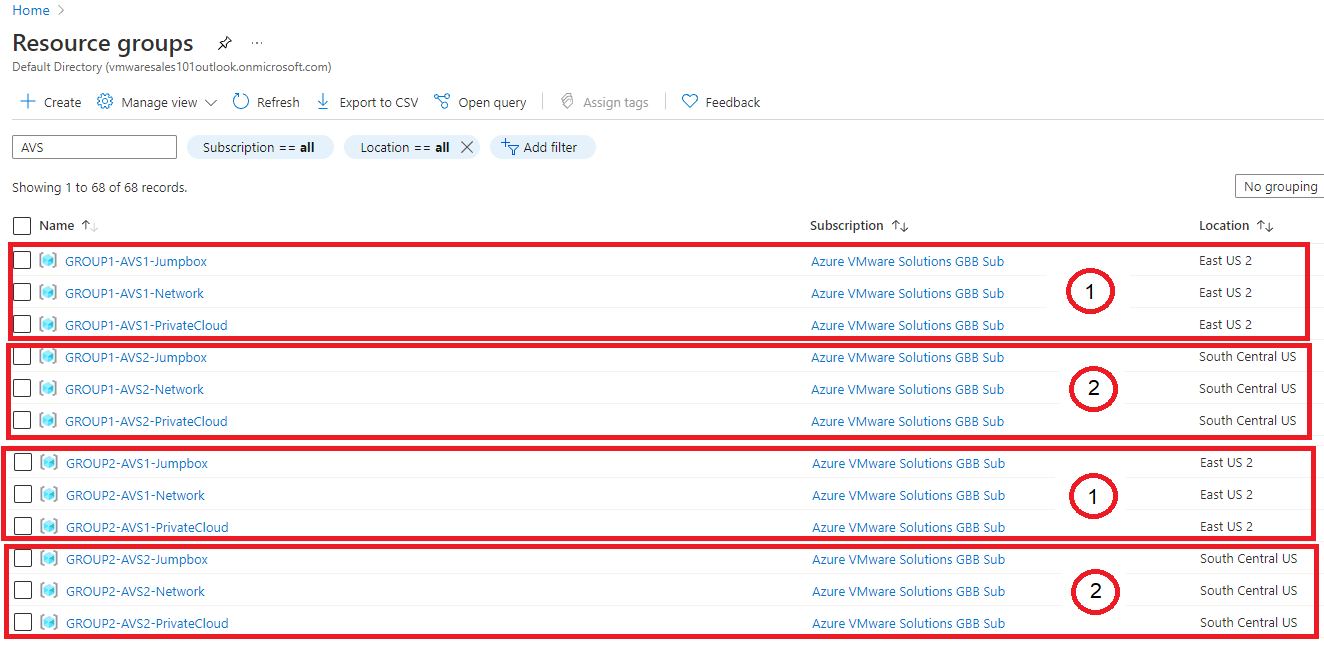 Home
Resource groups
Default Directory (vmwaresales101outlook.onmicrosoft.com)
Create Manage view Refresh Export to CSV Open query Assign tags Feedback
AVS Subscription == all Location == all Add filter
Showing 1 to 68 of 68 records.
No grouping
Name Subscription Location
GROUP1-AVS1-Jumpbox Azure VMware Solutions GBB Sub East US 2
GROUP1-AVS1-Network Azure VMware Solutions GBB Sub 1 East US 2
GROUP1-AVS1-PrivateCloud Azure VMware Solutions GBB Sub East US 2
GROUP1-AVS2-Jumpbox Azure VMware Solutions GBB Sub South Central US
GROUP1-AVS2-Network Azure VMware Solutions GBB Sub 2 South Central US
GROUP1-AVS2-PrivateCloud Azure VMware Solutions GBB Sub South Central US
GROUP2-AVS1-Jumpbox Azure VMware Solutions GBB Sub East US 2
GROUP2-AVS1-Network Azure VMware Solutions GBB Sub 1 East US 2
GROUP2-AVS1-PrivateCloud Azure VMware Solutions GBB Sub East US 2
GROUP2-AVS2-Jumpbox Azure VMware Solutions GBB Sub South Central US
GROUP2-AVS2-Network Azure VMware Solutions GBB Sub 2 South Central US
GROUP2-AVS2-PrivateCloud Azure VMware Solutions GBB Sub South Central US